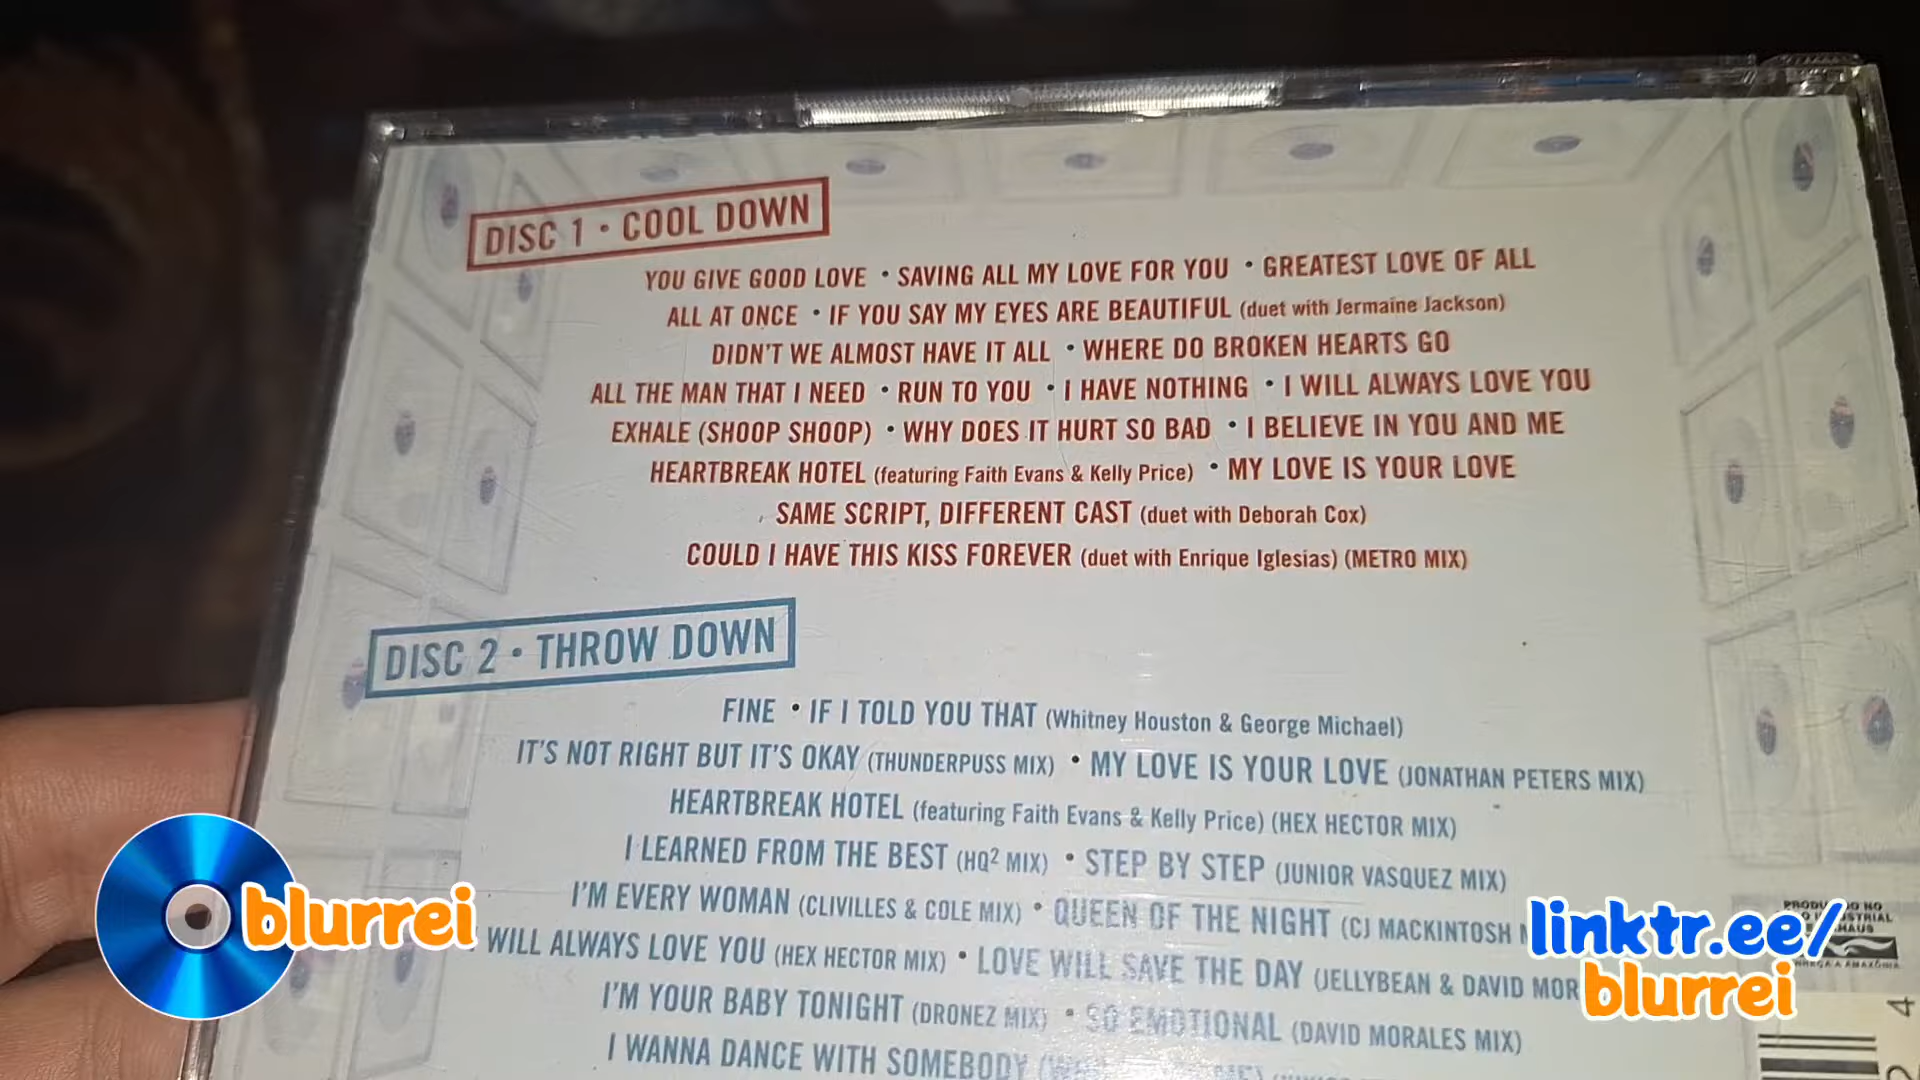 DISC 1 • COOL DOWN
YOU GIVE GOOD LOVE • SAVING ALL MY LOVE FOR YOU • GREATEST LOVE OF ALL
ALL AT ONCE • IF YOU SAY MY EYES ARE BEAUTIFUL (duet with Jermaine Jackson)
DIDN'T WE ALMOST HAVE IT ALL • WHERE DO BROKEN HEARTS GO
ALL THE MAN THAT I NEED • RUN TO YOU • I HAVE NOTHING • I WILL ALWAYS LOVE YOU
EXHALE (SHOOP SHOOP) • WHY DOES IT HURT SO BAD • I BELIEVE IN YOU AND ME
HEARTBREAK HOTEL (featuring Faith Evans & Kelly Price) • MY LOVE IS YOUR LOVE
SAME SCRIPT, DIFFERENT CAST (duet with Deborah Cox)
COULD I HAVE THIS KISS FOREVER (duet with Enrique Iglesias) (METRO MIX)
DISC 2 • THROW DOWN
FINE • IF I TOLD YOU THAT (Whitney Houston & George Michael)
IT'S NOT RIGHT BUT IT'S OKAY (THUNDERPUSS MIX) • MY LOVE IS YOUR LOVE (JONATHAN PETERS MIX)
HEARTBREAK HOTEL (featuring Faith Evans & Kelly Price) (HEX HECTOR MIX)
I LEARNED FROM THE BEST (HQ² MIX) • STEP BY STEP (JUNIOR VASQUEZ MIX)
I'M EVERY WOMAN (CLIVILLES & COLE MIX) • QUEEN OF THE NIGHT (CJ MACKINTOSH
WILL ALWAYS LOVE YOU (HEX HECTOR MIX) • LOVE WILL SAVE THE DAY (JELLYBEAN & DAVID MOR
I'M YOUR BABY TONIGHT (DRONEZ MIX) • SO EMOTIONAL (DAVID MORALES MIX)
I WANNA DANCE WITH SOMEBODY
blurrei
linktr.ee/
blurrei